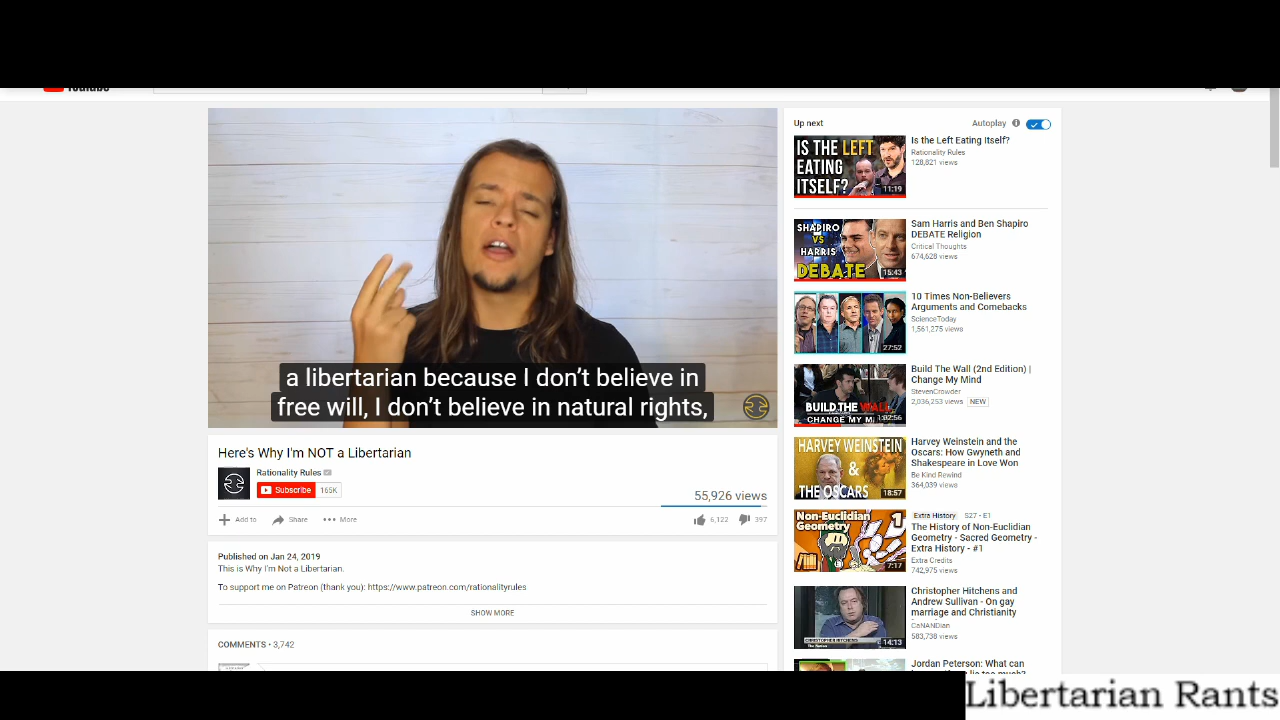 YouTube
a libertarian because I don't believe in
free will, I don't believe in natural rights,
Here's Why I'm NOT a Libertarian
Rationality Rules
Subscribe 165K
55,926 views
Add to Share More
6,122 397
Published on Jan 24, 2019
This is Why I'm Not a Libertarian.
To support me on Patreon (thank you): https://www.patreon.com/rationalityrules
SHOW MORE
COMMENTS • 3,742
Up next
Autoplay
IS THE LEFT
EATING
ITSELF?
11:19
Is the Left Eating Itself?
Rationality Rules
128,821 views
SHAPIRO
VS
HARRIS
DEBATE
15:43
Sam Harris and Ben Shapiro
DEBATE Religion
Critical Thoughts
674,628 views
27:52
10 Times Non-Believers
Arguments and Comebacks
ScienceToday
1,561,275 views
BUILD THE WALL
CHANGE MY MI
1:02:56
Build The Wall (2nd Edition) |
Change My Mind
StevenCrowder
2,036,253 views NEW
HARVEY WEINSTEIN
&
THE OSCARS
18:57
Harvey Weinstein and the
Oscars: How Gwyneth and
Shakespeare in Love Won
Be Kind Rewind
364,039 views
Non-Euclidian
Geometry
1
7:17
Extra History S27 • E1
The History of Non-Euclidian
Geometry - Sacred Geometry -
Extra History - #1
Extra Credits
742,975 views
CHRISTOPHER HITCHENS
The Nation
14:13
Christopher Hitchens and
Andrew Sullivan - On gay
marriage and Christianity
CaNANDian
583,738 views
Jordan Peterson: What can
Libertarian Rants